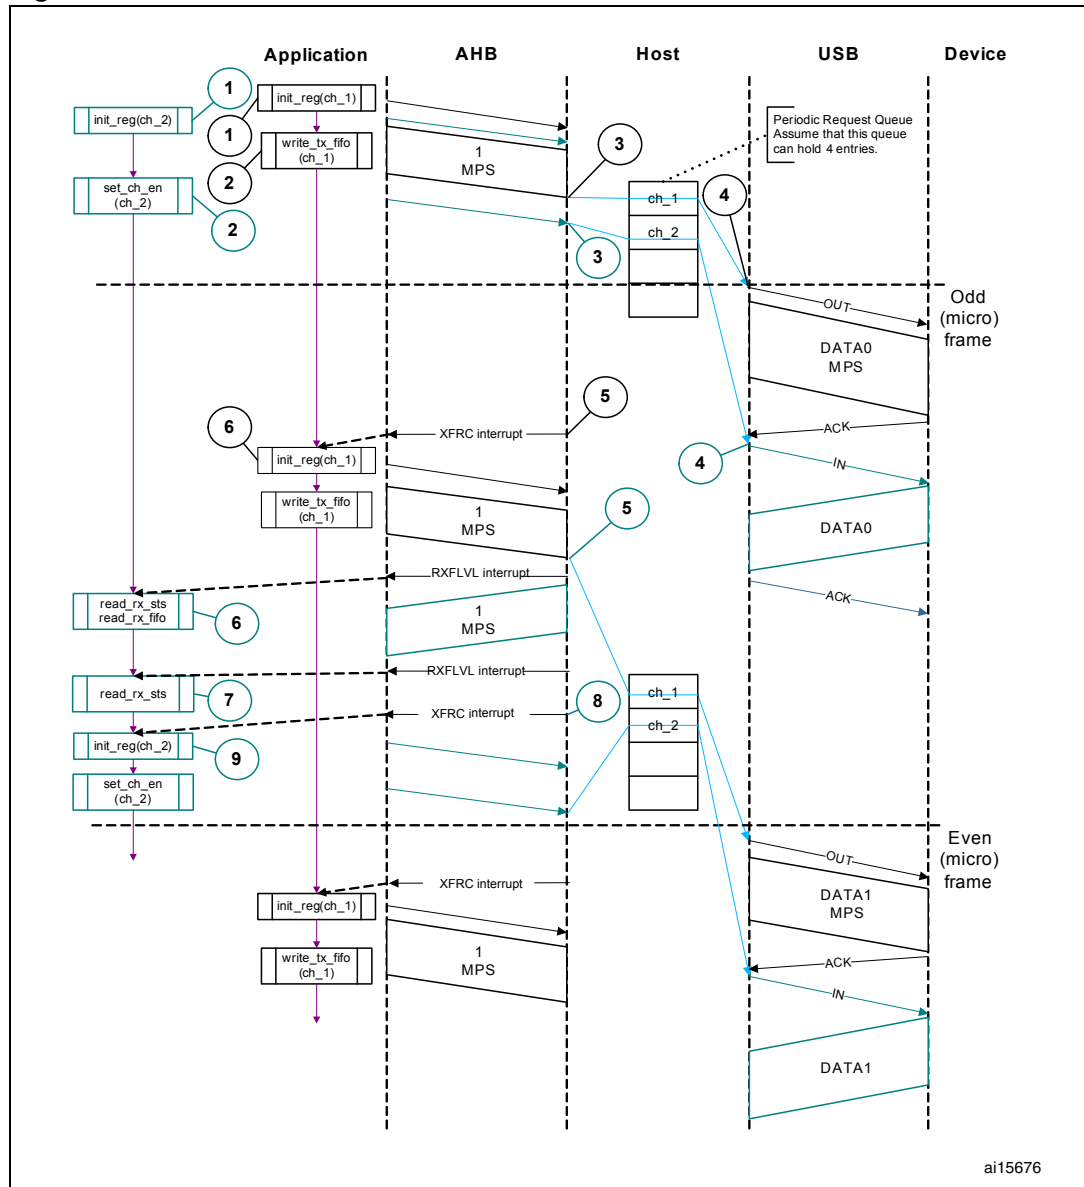 Application AHB Host USB Device
1
init_reg(ch_1)
init_reg(ch_2)
1
Periodic Request Queue
Assume that this queue
can hold 4 entries.
write_tx_fifo
(ch_1)
1
MPS
3
2
set_ch_en
(ch_2)
4
ch_1
2
ch_2
3
Odd
(micro)
frame
OUT
DATA0
MPS
5
6
XFRC interrupt
ACK
init_reg(ch_1)
4
IN
write_tx_fifo
(ch_1)
1
MPS
5
DATA0
RXFLVL interrupt
ACK
read_rx_sts
read_rx_fifo
6
1
MPS
RXFLVL interrupt
read_rx_sts
7
ch_1
XFRC interrupt
8
ch_2
init_reg(ch_2)
9
set_ch_en
(ch_2)
Even
(micro)
frame
OUT
XFRC interrupt
DATA1
MPS
init_reg(ch_1)
write_tx_fifo
(ch_1)
1
MPS
ACK
IN
DATA1
ai15676